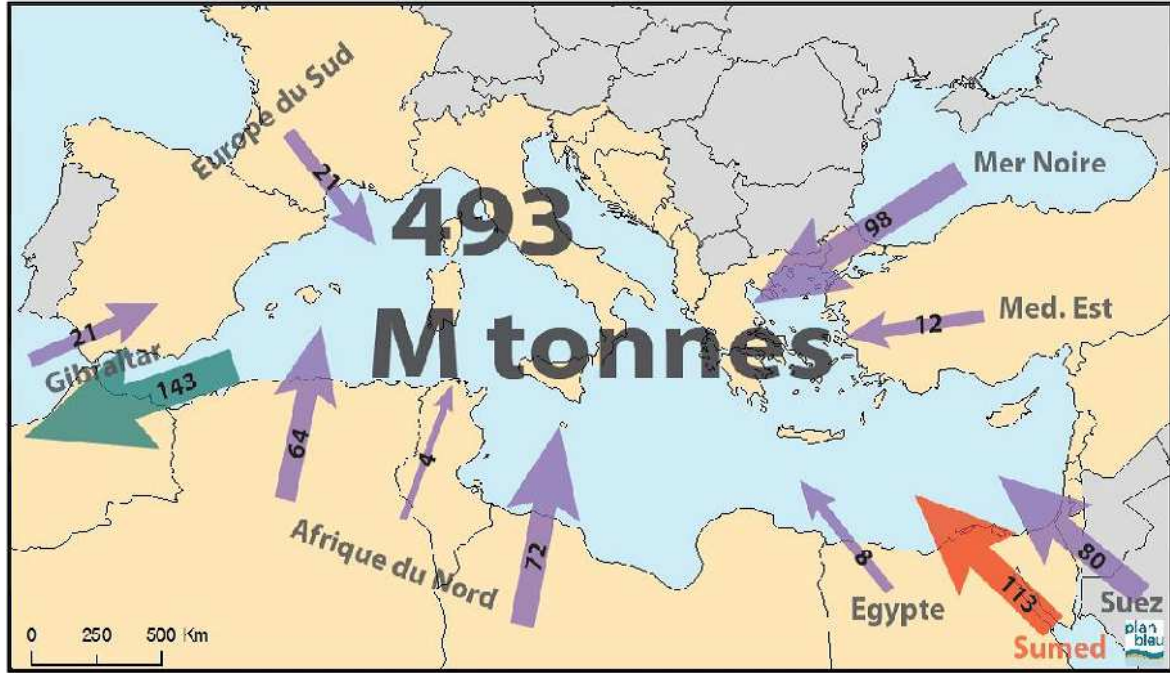 Europe du Sud
21
493
M tonnes
Mer Noire
98
Med. Est
12
21
Gibraltar
143
64
4
Afrique du Nord
72
Egypte
8
113
Sumed
80
Suez
0 250 500 Km
plan
bleu